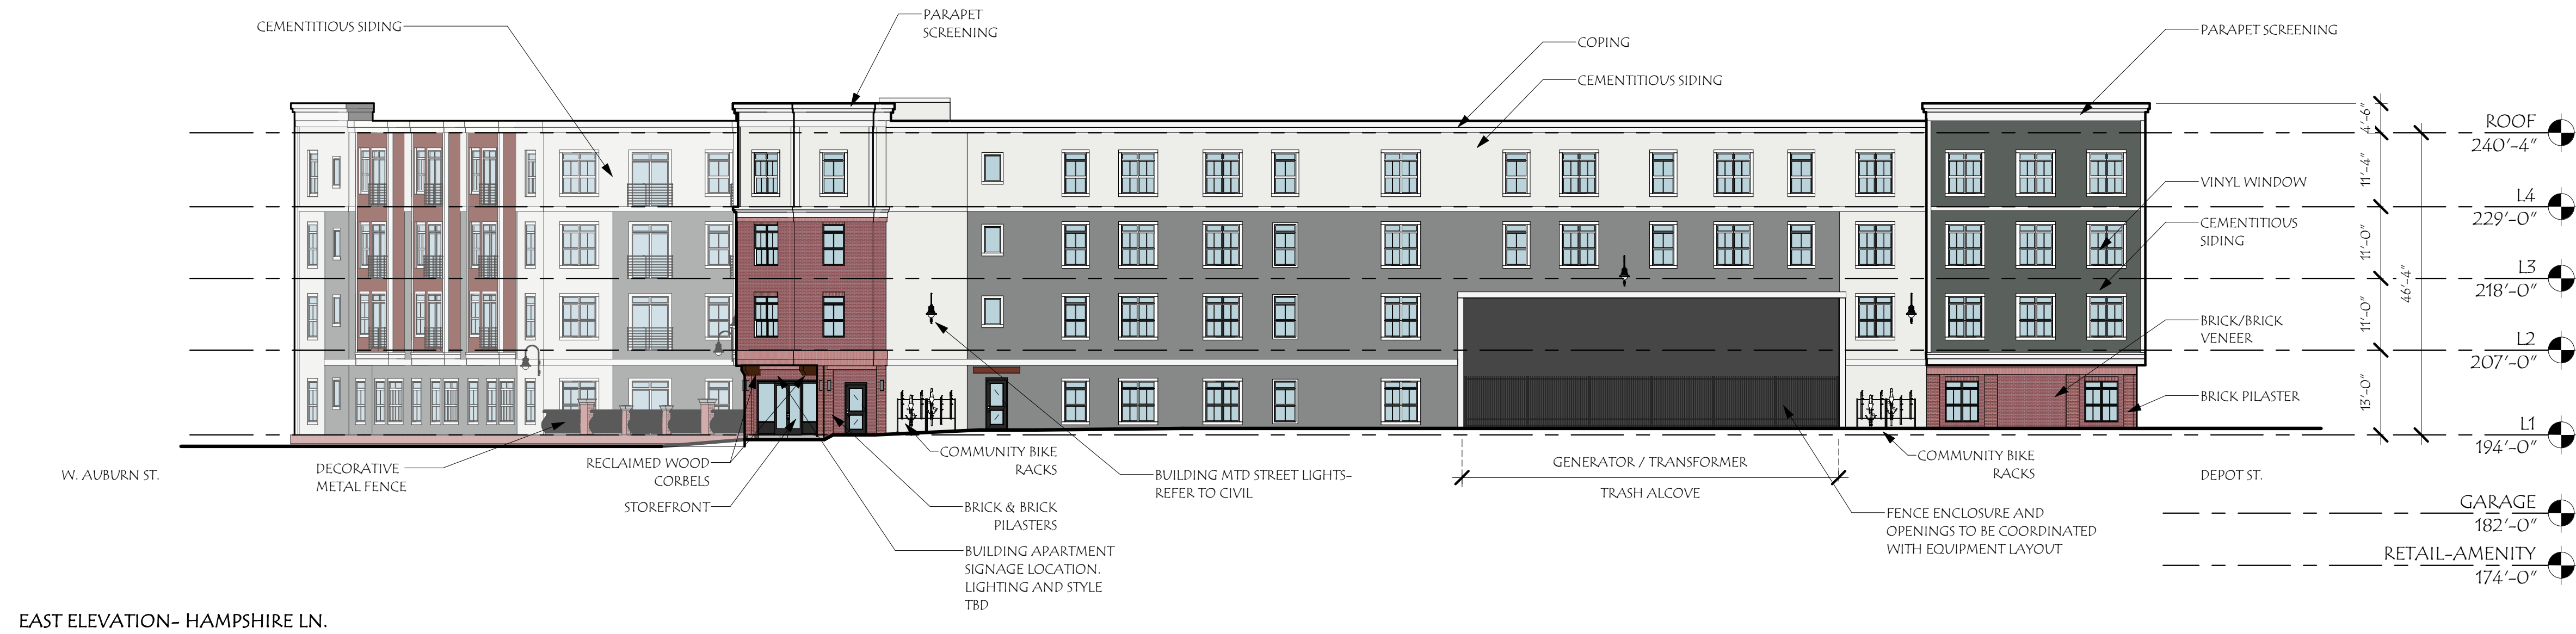 CEMENTITIOUS SIDING
PARAPET
SCREENING
COPING
CEMENTITIOUS SIDING
PARAPET SCREENING
4'-6"
ROOF
240'-4"
11'-4"
VINYL WINDOW
L4
229'-0"
CEMENTITIOUS
SIDING
11'-0"
46'-4"
L3
218'-0"
11'-0"
BRICK/BRICK
VENEER
L2
207'-0"
BRICK PILASTER
13'-0"
L1
194'-0"
W. AUBURN ST.
DECORATIVE
METAL FENCE
RECLAIMED WOOD
CORBELS
STOREFRONT
COMMUNITY BIKE
RACKS
BRICK & BRICK
PILASTERS
BUILDING APARTMENT
SIGNAGE LOCATION.
LIGHTING AND STYLE
TBD
BUILDING MTD STREET LIGHTS-
REFER TO CIVIL
GENERATOR / TRANSFORMER
TRASH ALCOVE
COMMUNITY BIKE
RACKS
FENCE ENCLOSURE AND
OPENINGS TO BE COORDINATED
WITH EQUIPMENT LAYOUT
DEPOT ST.
GARAGE
182'-0"
RETAIL-AMENITY
174'-0"
EAST ELEVATION- HAMPSHIRE LN.